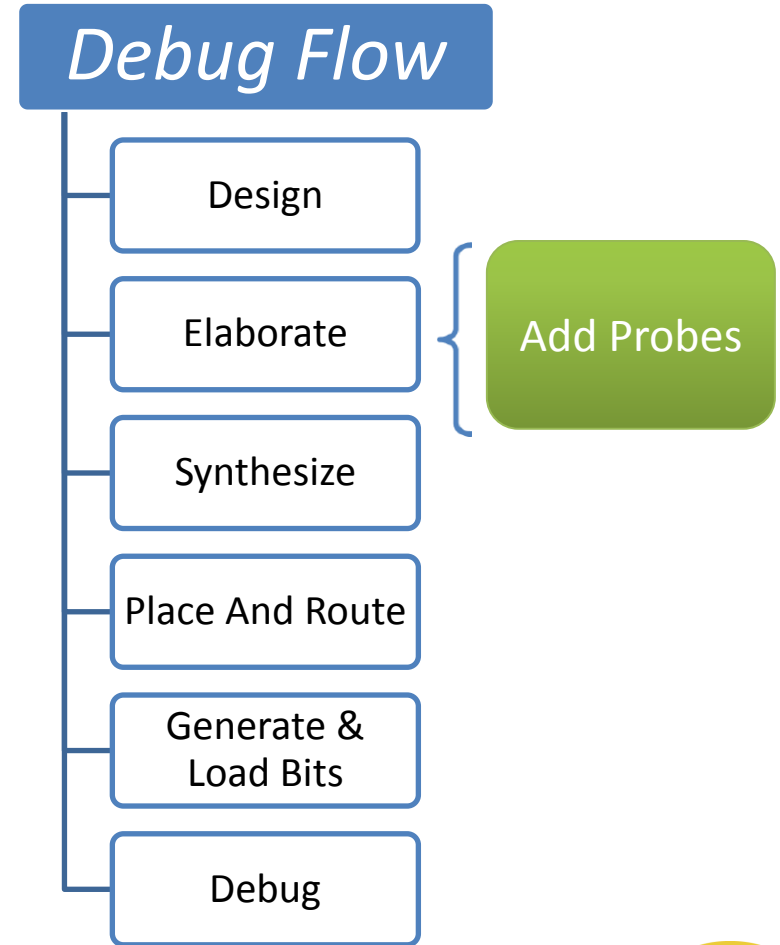 Debug Flow
Design
Elaborate
Add Probes
Synthesize
Place And Route
Generate &
Load Bits
Debug